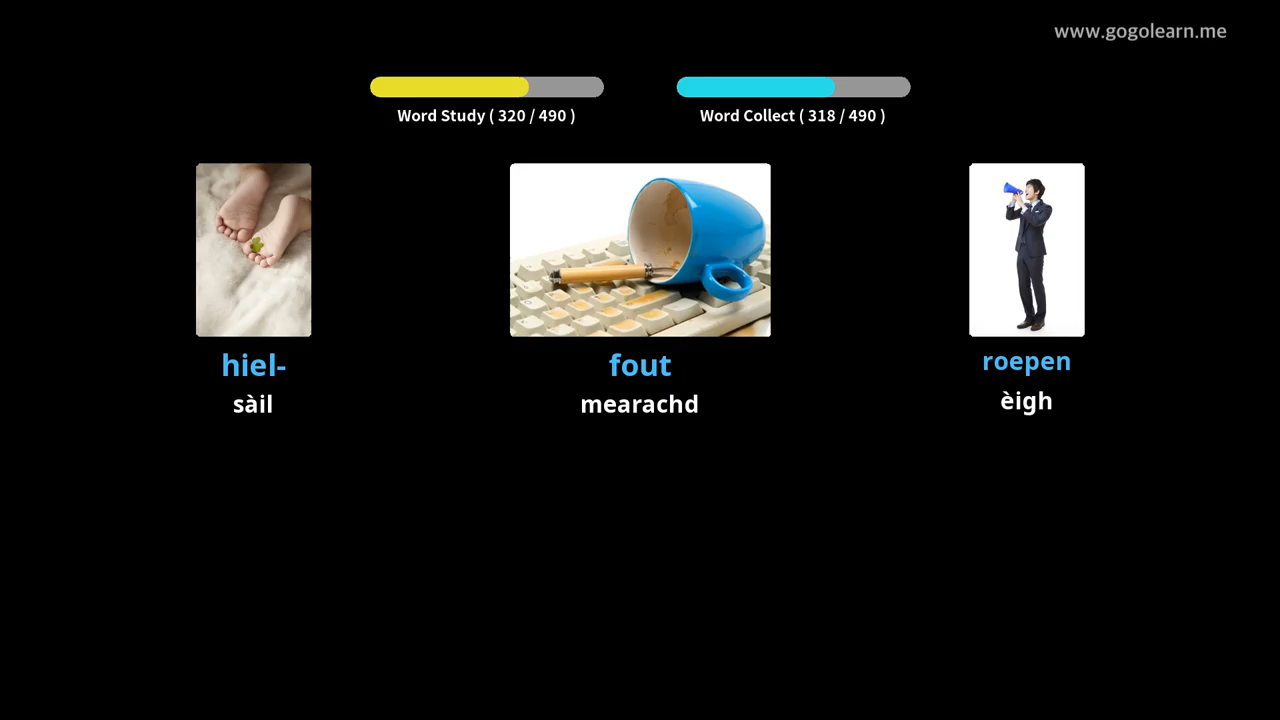 www.gogolearn.me
Word Study ( 320 / 490 )
Word Collect ( 318 / 490 )
hiel-
sàil
fout
mearachd
roepen
èigh